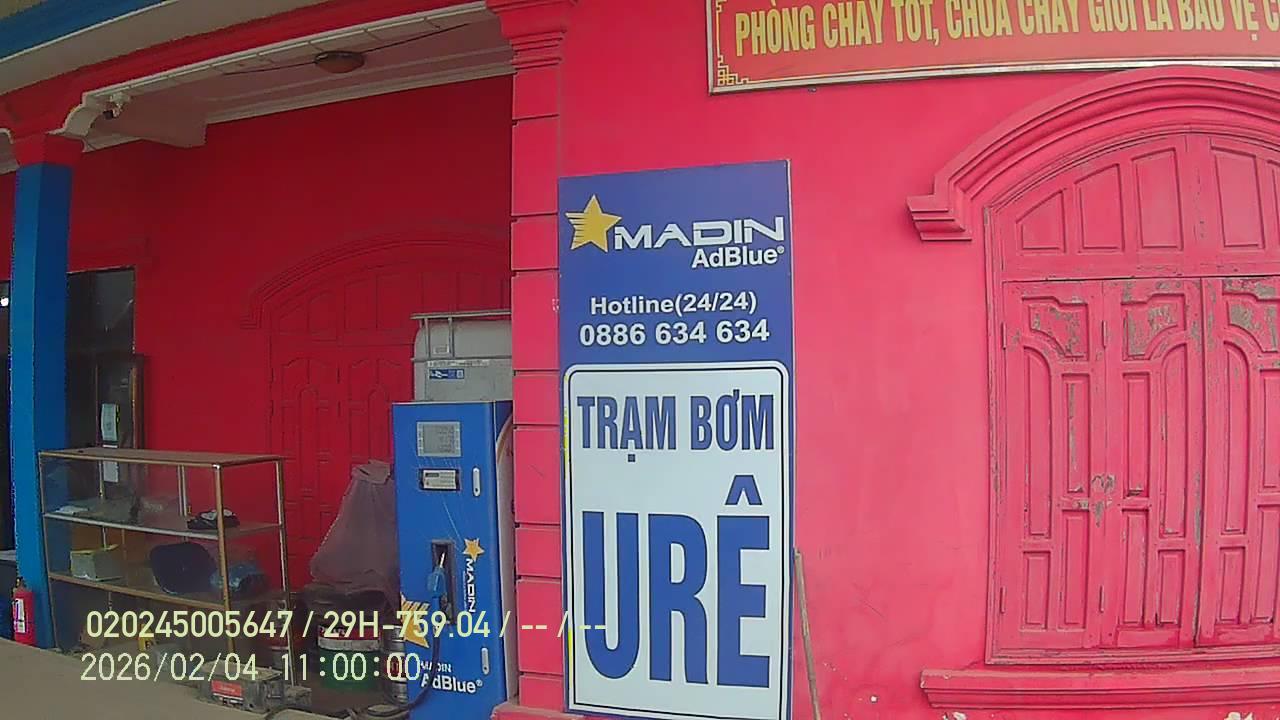 PHÒNG CHÁY TỐT, CHỮA CHÁY GIỎI LÀ BẢO VỆ
MADIN
AdBlue®
Hotline(24/24)
0886 634 634
TRẠM BƠM
URÊ
MADIN
MADIN
AdBlue®
020245005647 / 29H-759.04 / -- / --
2026/02/04 11:00:00